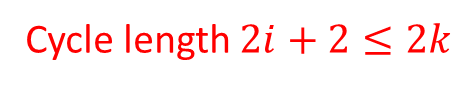 Cycle length 2𝑖 + 2 ≤ 2𝑘